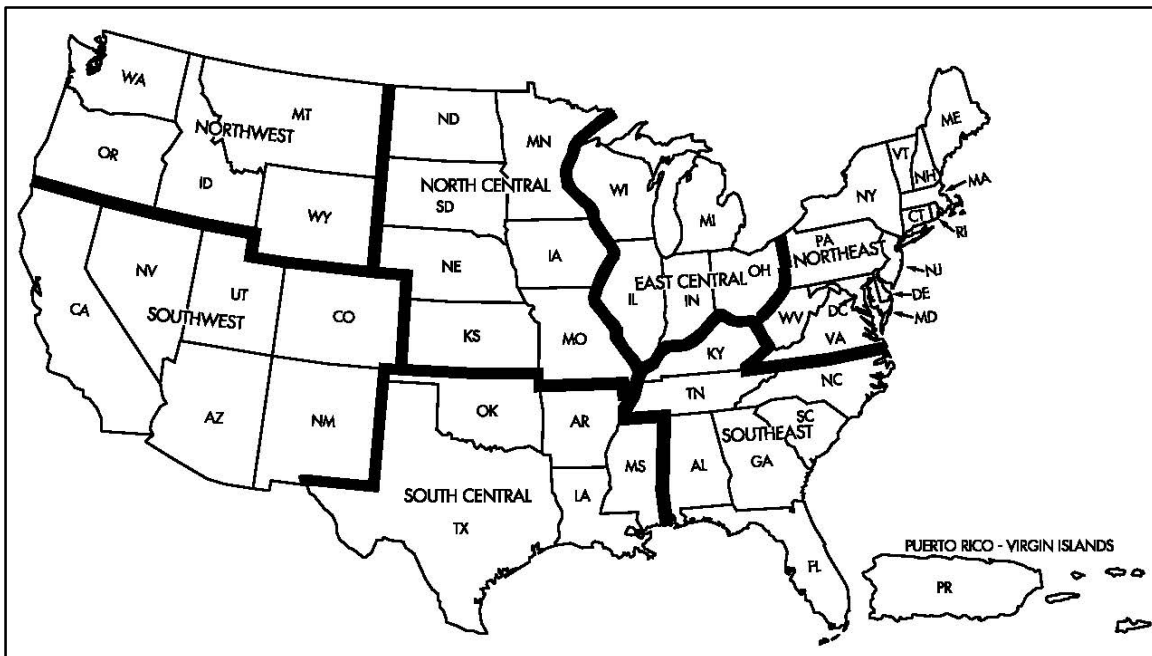 WA
MT
NORTHWEST
OR
ID
WY
ND
MN
NORTH CENTRAL
SD
NE
IA
KS
MO
WI
MI
EAST CENTRAL
IL
IN
OH
ME
VT
NH
MA
NY
CT
RI
PA
NORTHEAST
NJ
DE
MD
WV
DC
VA
NV
UT
CA
SOUTHWEST
CO
AZ
NM
OK
AR
SOUTH CENTRAL
TX
LA
MS
KY
TN
NC
SC
SOUTHEAST
AL
GA
FL
PUERTO RICO - VIRGIN ISLANDS
PR